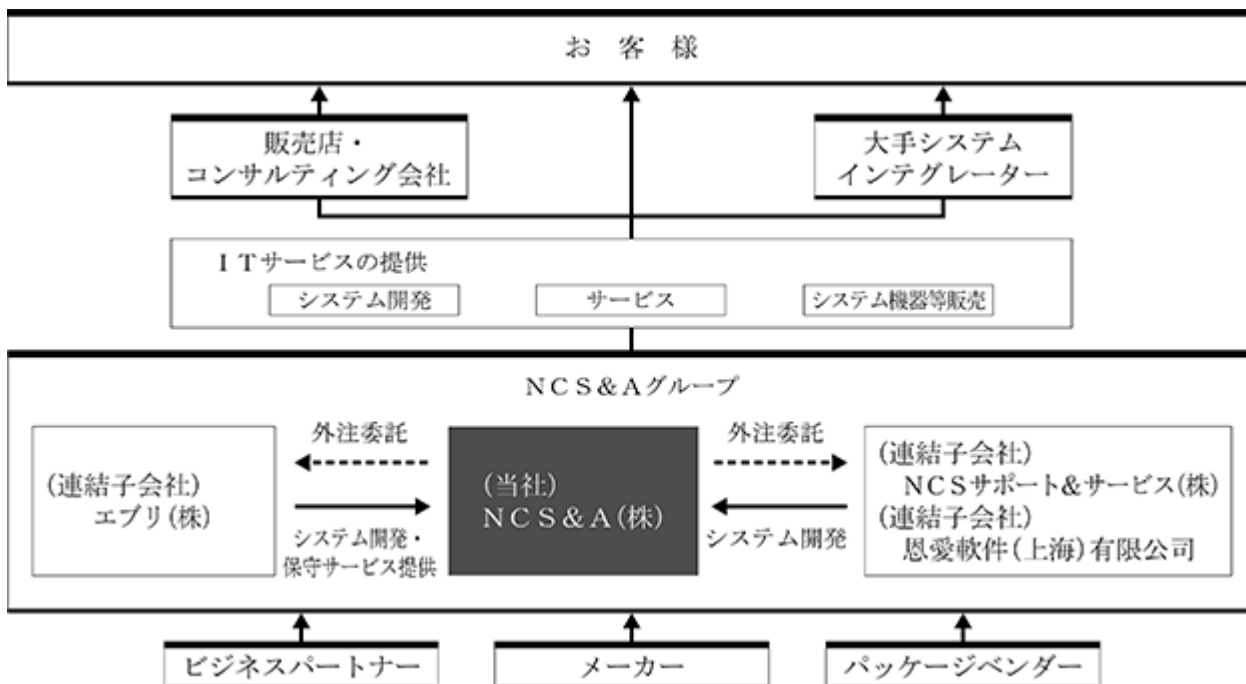 お 客 様
販売店・
コンサルティング会社
大手システム
インテグレーター
ＩＴサービスの提供
システム開発
サービス
システム機器等販売
ＮＣＳ＆Ａグループ
(連結子会社)
エブリ(株)
外注委託
システム開発・
保守サービス提供
(当社)
ＮＣＳ＆Ａ(株)
外注委託
システム開発
(連結子会社)
ＮＣＳサポート＆サービス(株)
(連結子会社)
恩愛軟件(上海)有限公司
ビジネスパートナー
メーカー
パッケージベンダー